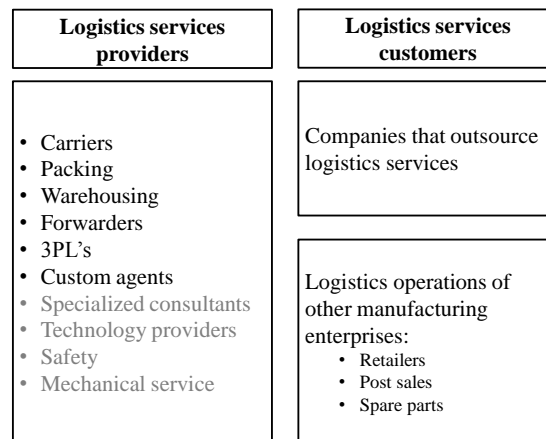 Logistics services
providers
• Carriers
• Packing
• Warehousing
• Forwarders
• 3PL's
• Custom agents
• Specialized consultants
• Technology providers
• Safety
• Mechanical service
Logistics services
customers
Companies that outsource
logistics services
Logistics operations of
other manufacturing
enterprises:
• Retailers
• Post sales
• Spare parts